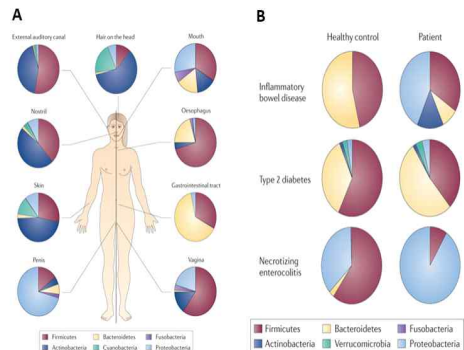 A
External auditory canal
Hair on the head
Mouth
Nostril
Oesophagus
Skin
Gastrointestinal tract
Penis
Vagina
Firmicutes
Bacteroidetes
Fusobacteria
Actinobacteria
Cyanobacteria
Proteobacteria
B
Healthy control
Patient
Inflammatory
bowel disease
Type 2 diabetes
Necrotizing
enterocolitis
Firmicutes
Bacteroidetes
Fusobacteria
Actinobacteria
Verrucomicrobia
Proteobacteria